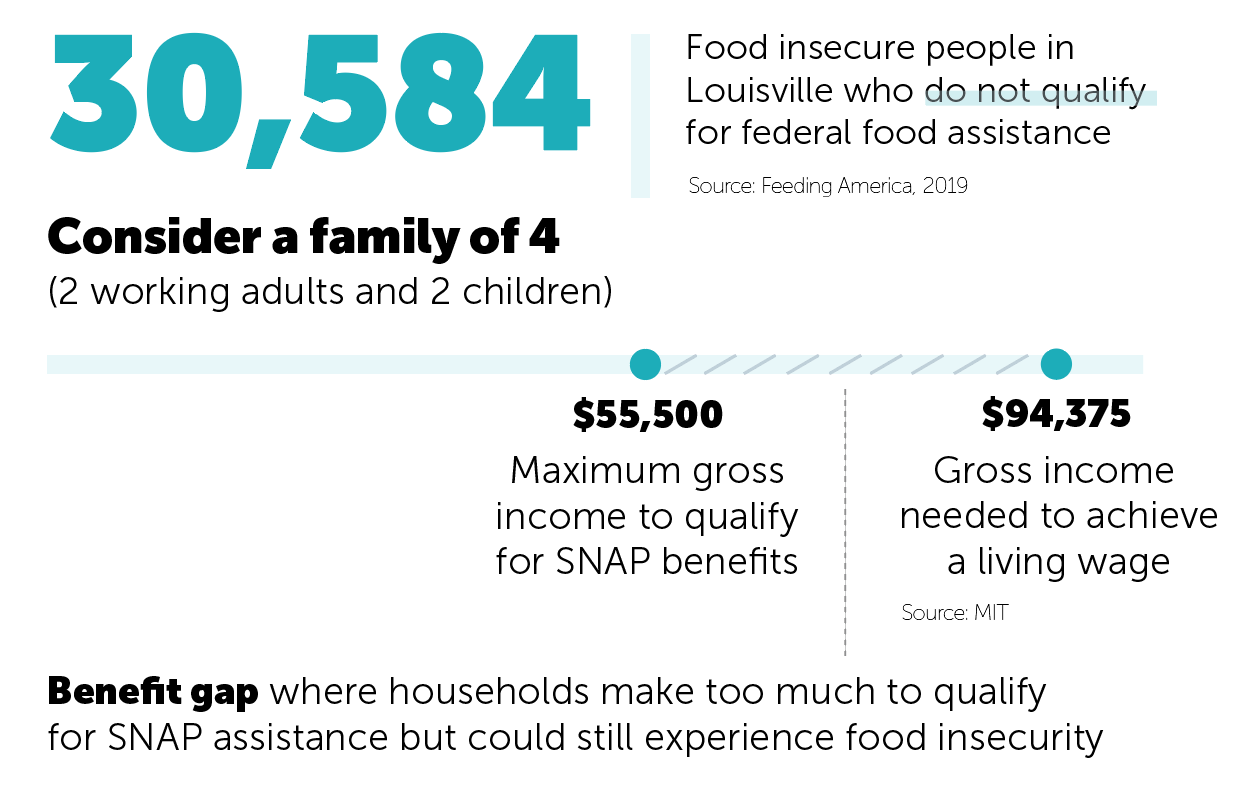 30,584
Food insecure people in
Louisville who do not qualify
for federal food assistance
Source: Feeding America, 2019
Consider a family of 4
(2 working adults and 2 children)
$55,500
Maximum gross
income to qualify
for SNAP benefits
$94,375
Gross income
needed to achieve
a living wage
Source: MIT
Benefit gap where households make too much to qualify
for SNAP assistance but could still experience food insecurity